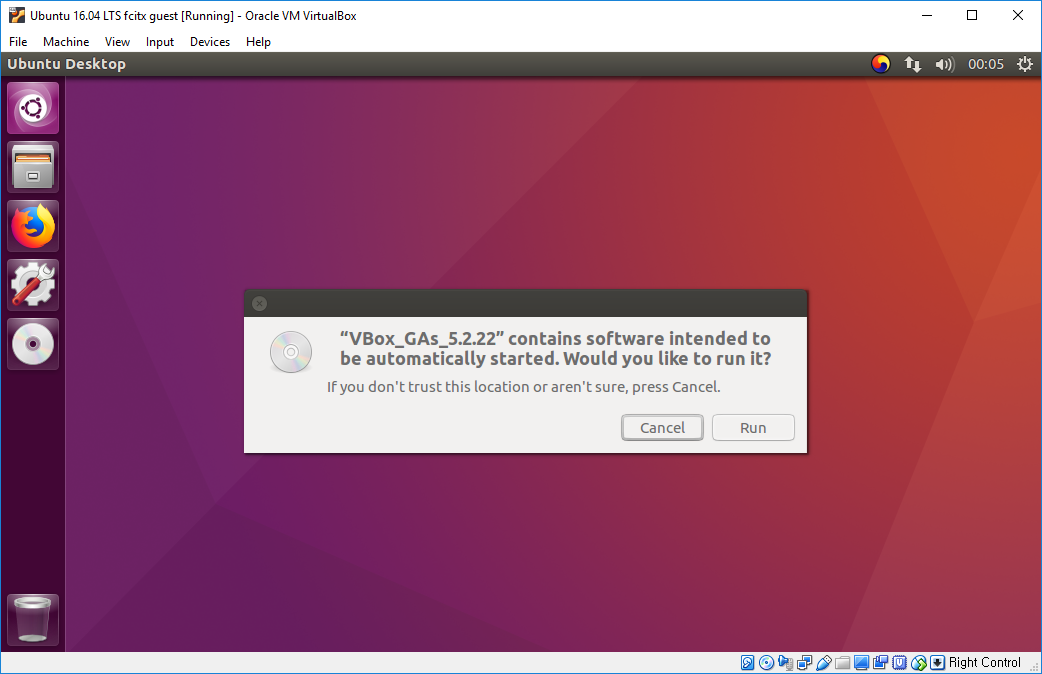 Ubuntu 16.04 LTS fcitx guest [Running] - Oracle VM VirtualBox
File Machine View Input Devices Help
Ubuntu Desktop 00:05
“VBox_GAs_5.2.22” contains software intended to
be automatically started. Would you like to run it?
If you don't trust this location or aren't sure, press Cancel.
Cancel Run
Right Control